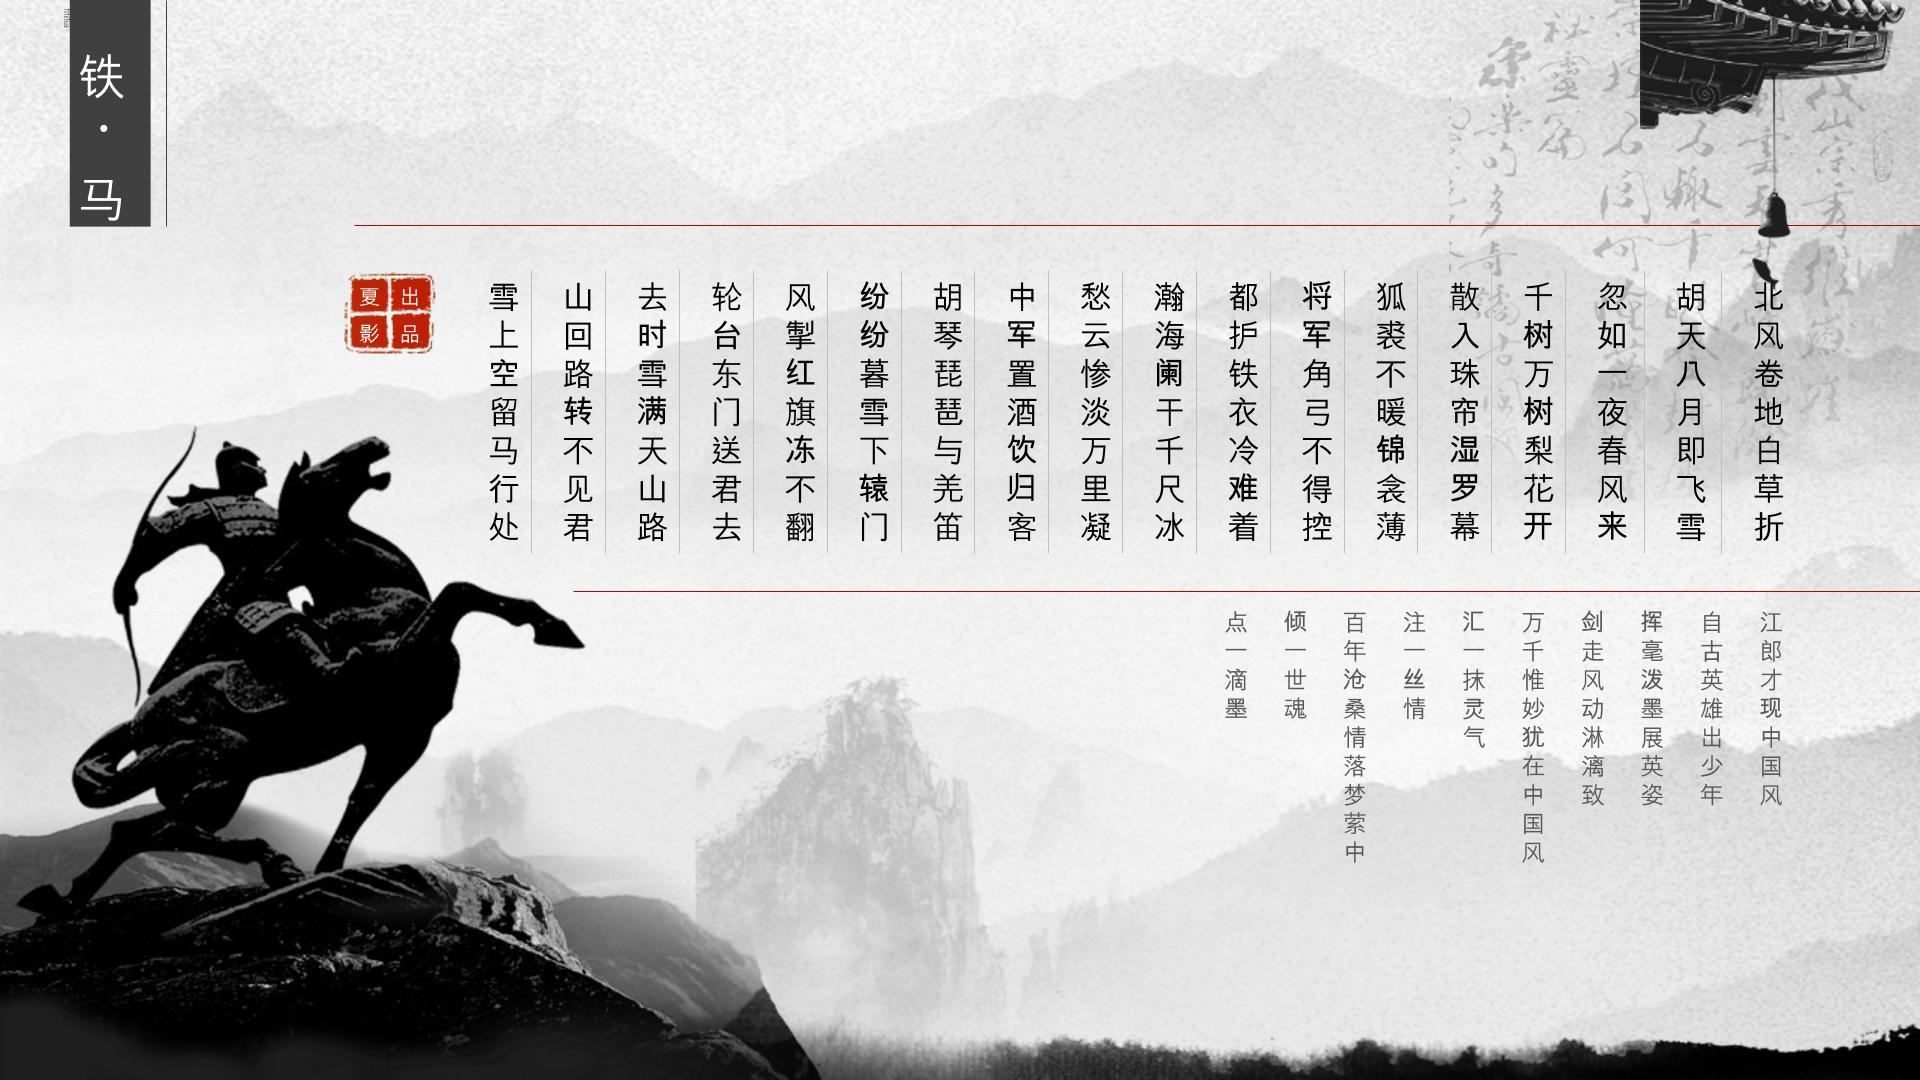 铁·马
北风卷地白草折
胡天八月即飞雪
忽如一夜春风来
千树万树梨花开
散入珠帘湿罗幕
狐裘不暖锦衾薄
将军角弓不得控
都护铁衣冷难着
瀚海阑干千尺冰
愁云惨淡万里凝
中军置酒饮归客
胡琴琵琶与羌笛
纷纷暮雪下辕门
风掣红旗冻不翻
轮台东门送君去
去时雪满天山路
山回路转不见君
雪上空留马行处
出品
夏影
江郎才现中国风
自古英雄出少年
挥毫泼墨展英姿
剑走风动淋漓致
万千惟妙犹在中国风
汇一抹灵气
注一丝情
百年沧桑情落梦萦中
倾一世魂
点一滴墨